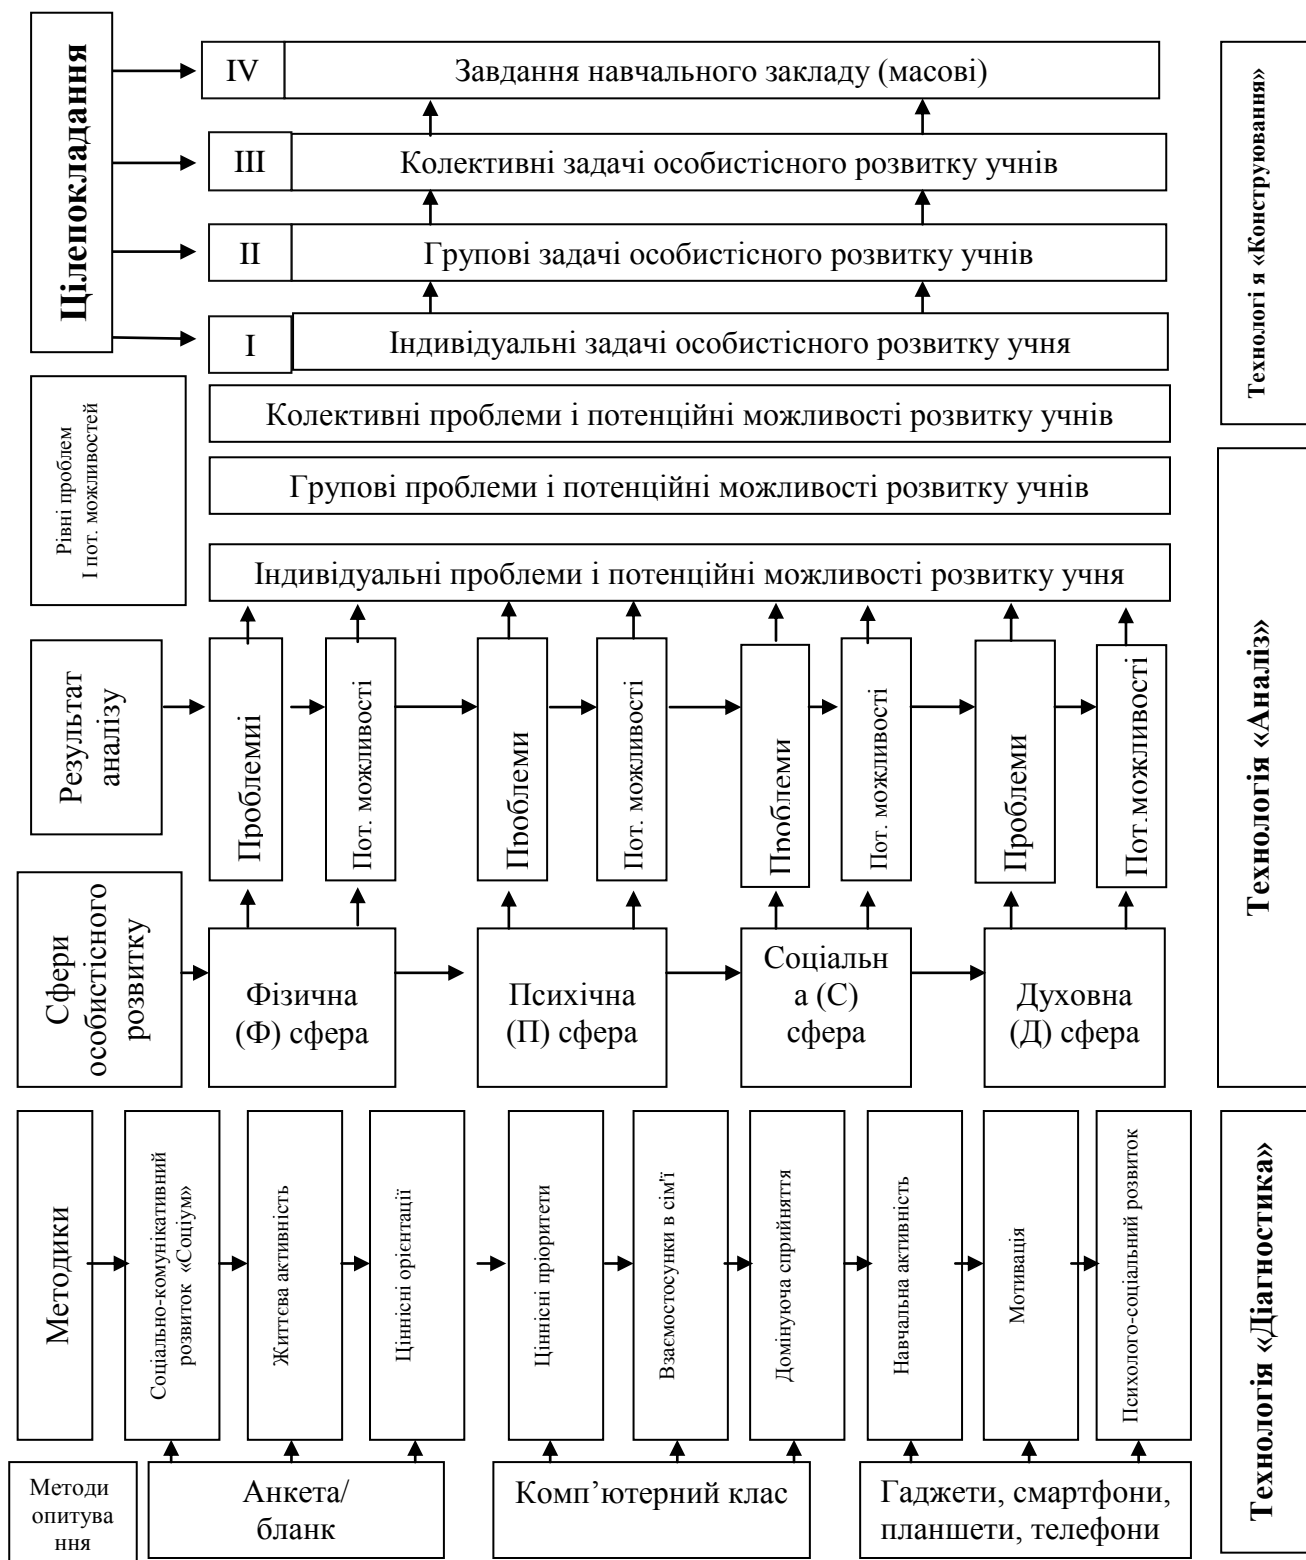 Цілепокладання
IV
Завдання навчального закладу (масові)
III
Колективні задачі особистісного розвитку учнів
II
Групові задачі особистісного розвитку учнів
I
Індивідуальні задачі особистісного розвитку учня
Технологі я «Конструювання»
Рівні проблем
І пот. можливостей
Колективні проблеми і потенційні можливості розвитку учнів
Групові проблеми і потенційні можливості розвитку учнів
Індивідуальні проблеми і потенційні можливості розвитку учня
Результат
аналізу
Проблемиі
Пот. можливості
Проблеми
Пот. можливості
Проблеми
Пот. можливості
Проблеми
Пот.можливості
Технологія «Аналіз»
Сфери
особистісного
розвитку
Фізична
(Ф) сфера
Психічна
(П) сфера
Соціальн
а (С)
сфера
Духовна
(Д) сфера
Методики
Соціально-комунікативний
розвиток «Соціум»
Життєва активність
Ціннісні орієнтації
Ціннісні пріоритети
Взаємостосунки в сім'ї
Домінуюча сприйняття
Навчальна активність
Мотивація
Психолого-соціальний розвиток
Технологія «Діагностика»
Методи
опитува
ння
Анкета/
бланк
Комп’ютерний клас
Гаджети, смартфони,
планшети, телефони